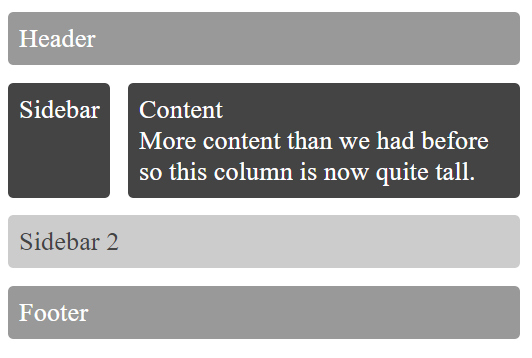 Header
Sidebar
Content
More content than we had before
so this column is now quite tall.
Sidebar 2
Footer